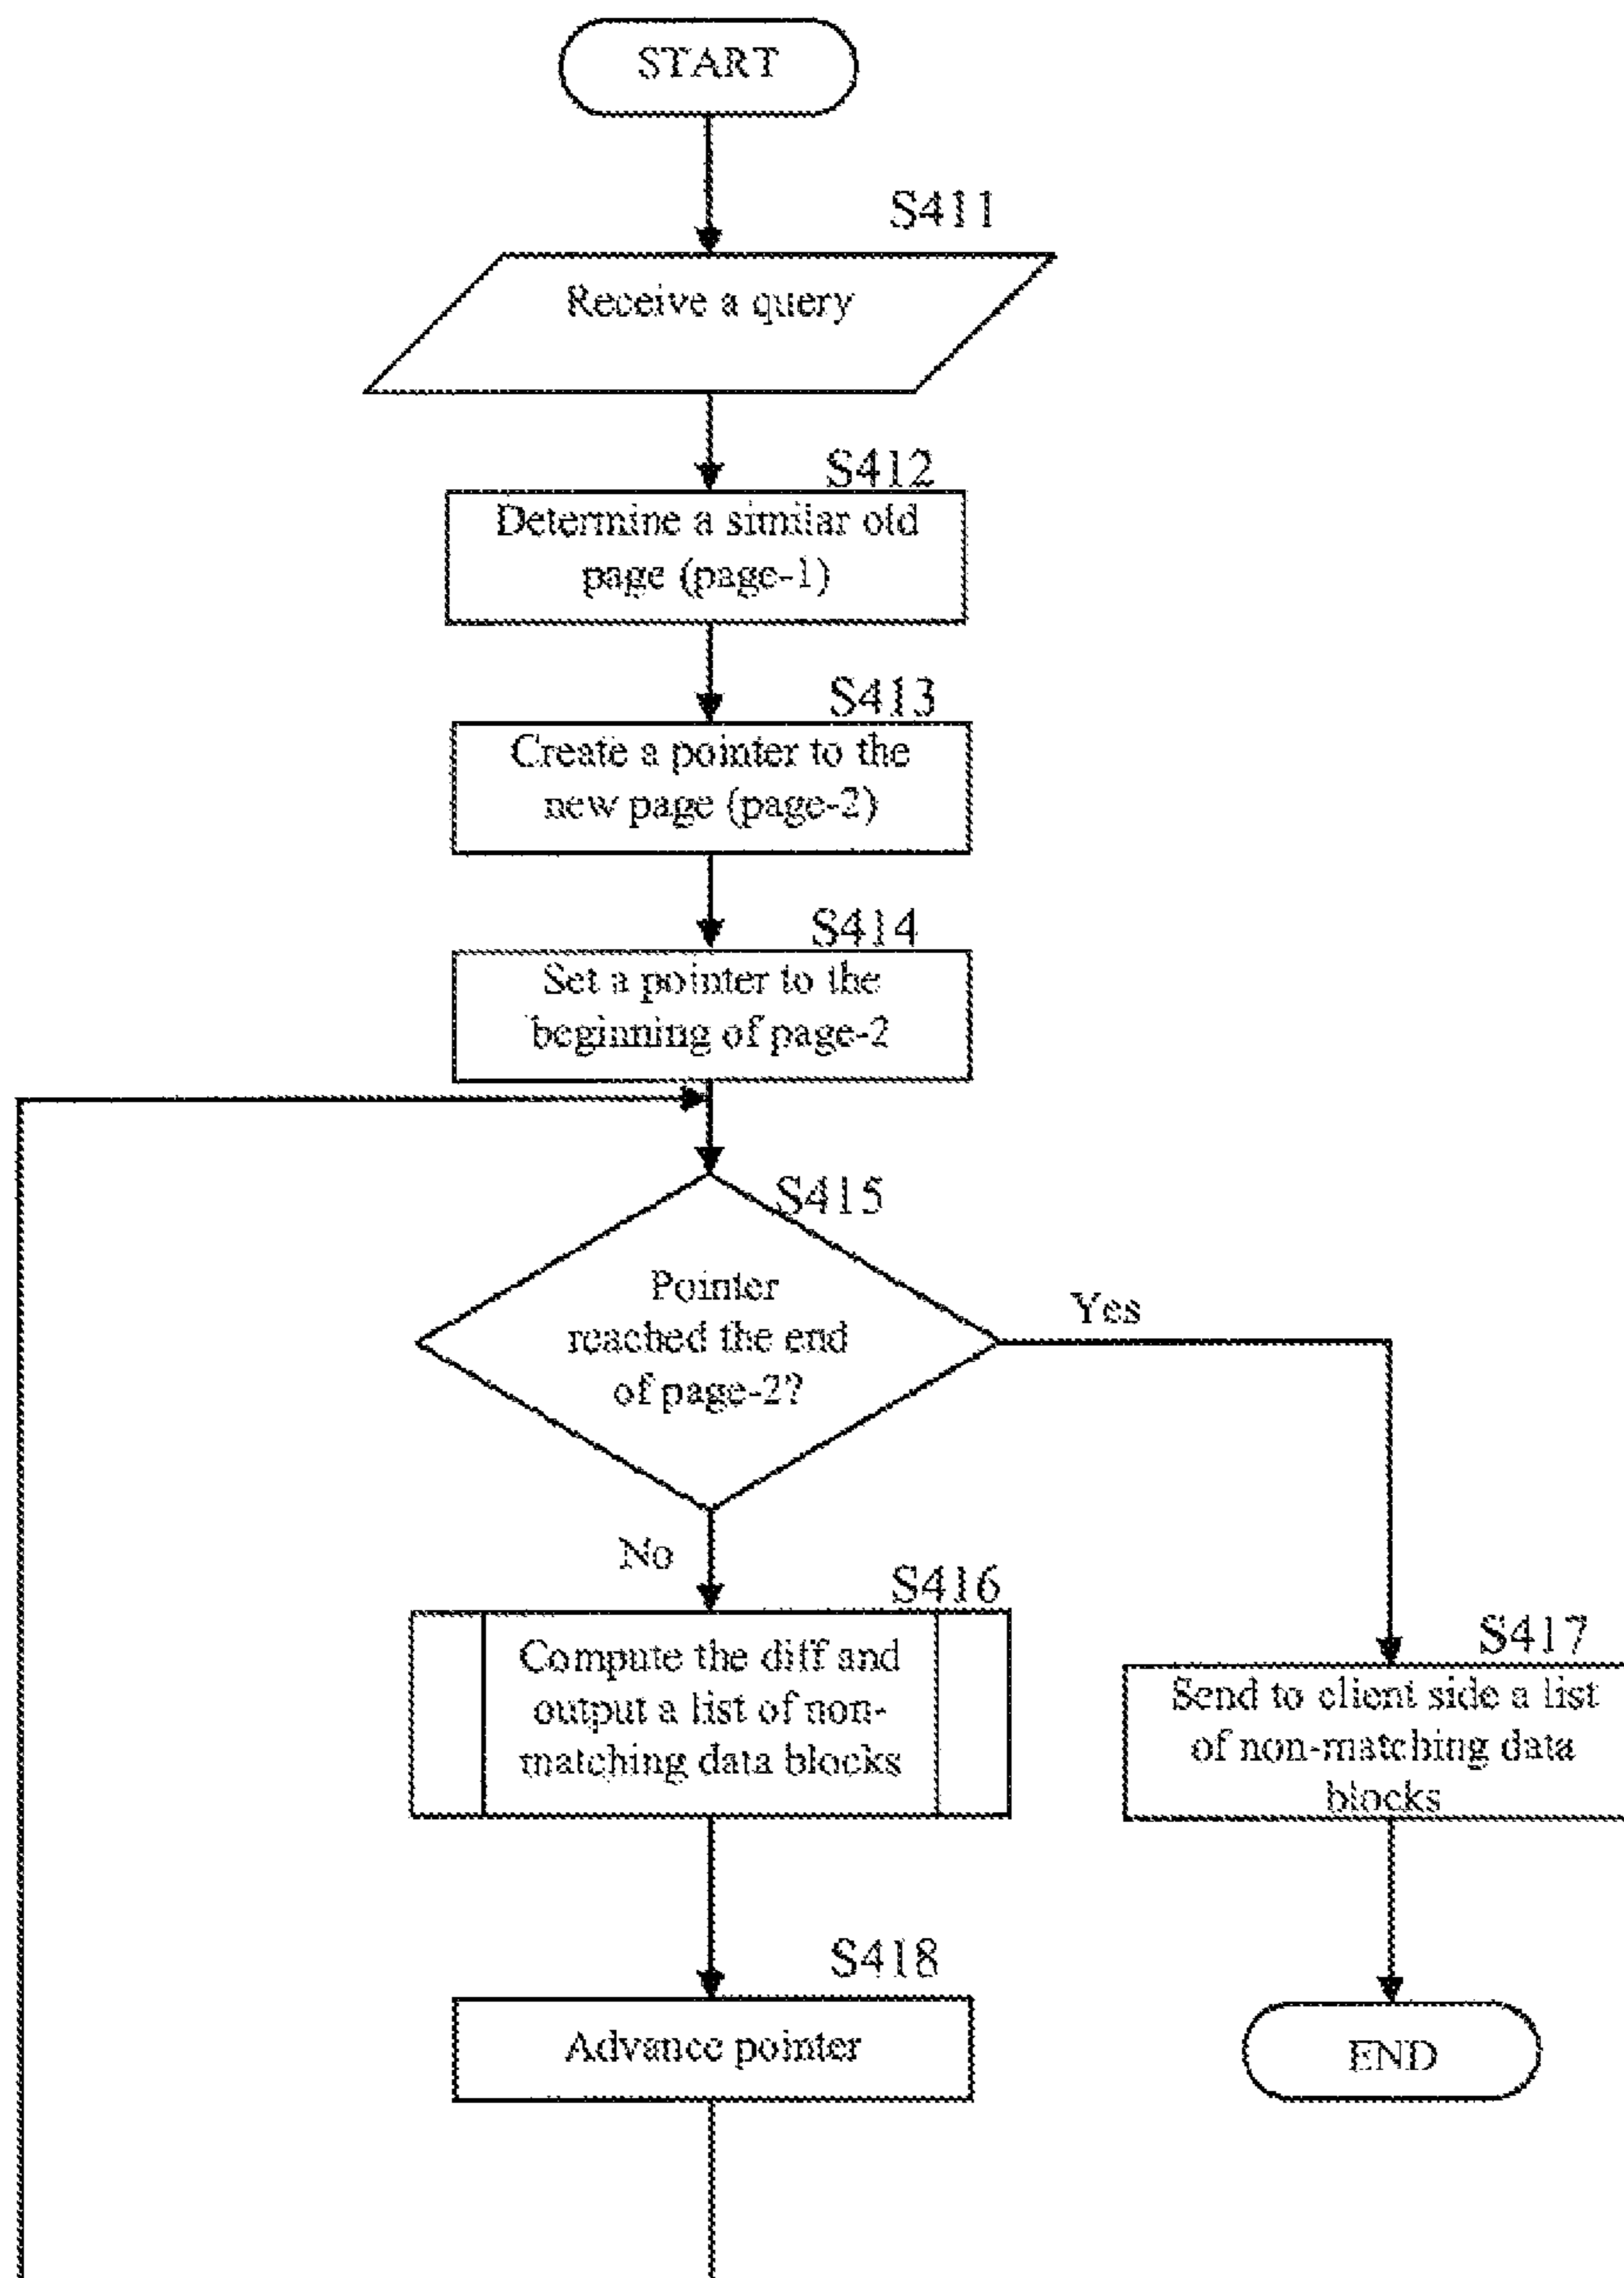 START
S411
Receive a query
S412
Determine a similar old
page (page-1)
S413
Create a pointer to the
new page (page-2)
S414
Set a pointer to the
beginning of page-2
S415
Pointer
reached the end
of page-2?
Yes
No
S416
Compute the diff and
output a list of non-
matching data blocks
S417
Send to client side a list
of non-matching data
blocks
S418
Advance pointer
END